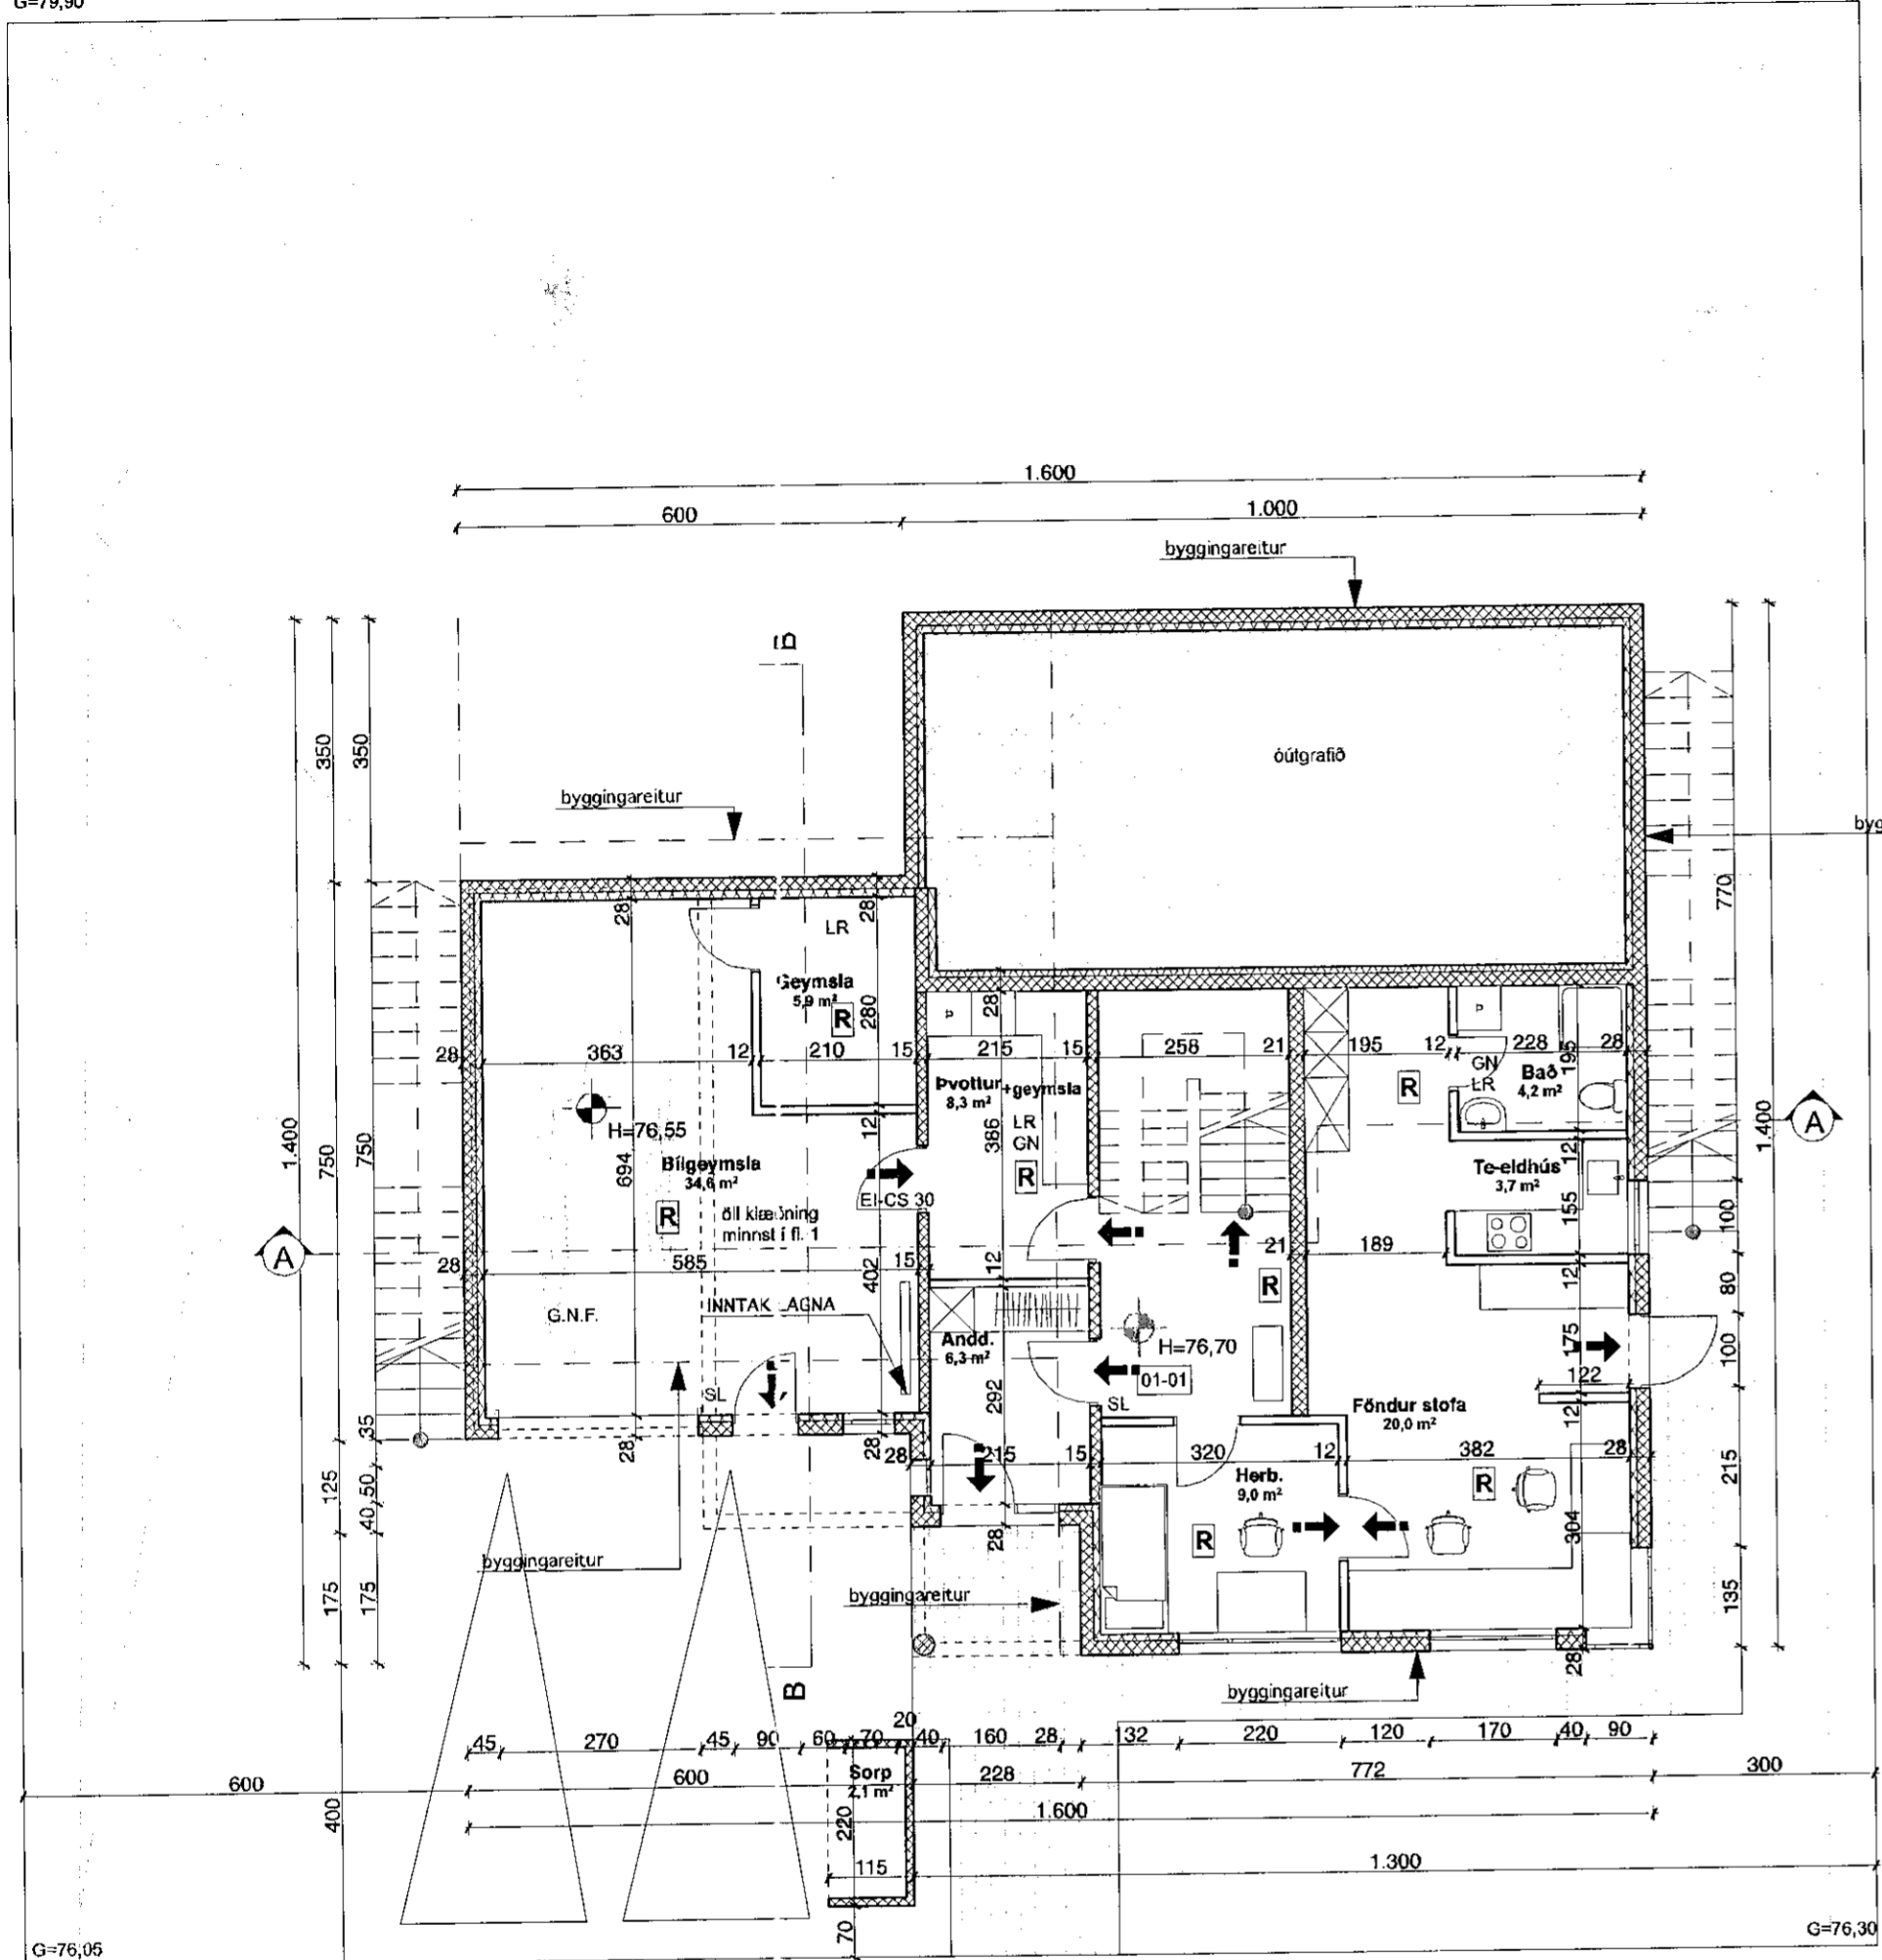 G=79,90
1.600
600
1.000
byggingareitur
B
óútgrafið
350
350
byggingareitur
770
28
28
LR
Geymsla
5,9 m²
R
280
28
P
28
363
12
210
15
215
15
258
21
195
12
228
28
195
GN
LR
Bað
4,2 m²
R
Þvottur+geymsla
8,3 m²
LR
GN
R
386
H=76,55
12
694
Bílgeymsla
34,6 m²
R
öll klæðning
minnst í fl. 1
EI-CS 30
Te-eldhús
3,7 m²
12
155
1.400
750
750
A
A
1.400
100
28
585
15
402
12
21
189
12
80
G.N.F.
INNTAK LAGNA
Andd.
6,3 m²
H=76,70
R
01-01
175
100
122
SL
SL
292
Föndur stofa
20,0 m²
12
35
28
28
28
215
15
320
12
382
28
215
125
50
40
Herb.
9,0 m²
R
R
304
28
byggingareitur
byggingareitur
175
175
135
28
B
byggingareitur
20
45
270
45
90
60
70
40
160
28
132
220
120
170
40
90
600
600
Sorp
2,1 m²
228
772
300
400
220
1.600
115
1.300
70
G=76,05
G=76,30